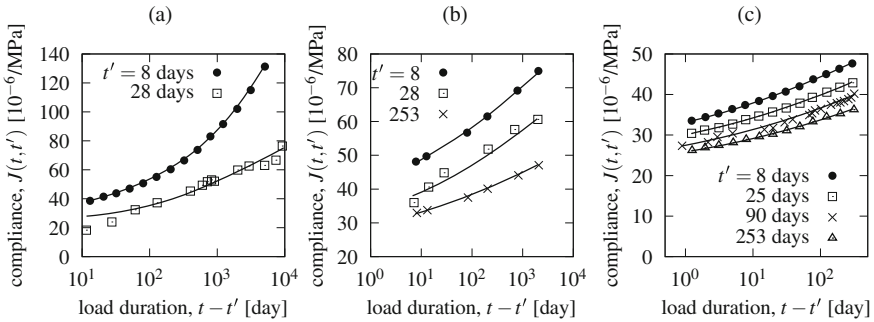 (a)
140
120
100
80
60
40
20
0
compliance, J(t,t′) [10⁻⁶/MPa]
t′ = 8 days
28 days
10¹ 10² 10³ 10⁴
load duration, t − t′ [day]
(b)
80
70
60
50
40
30
20
compliance, J(t,t′) [10⁻⁶/MPa]
t′ = 8
28
253
10⁰ 10¹ 10² 10³ 10⁴
load duration, t − t′ [day]
(c)
50
40
30
20
10
0
compliance, J(t,t′) [10⁻⁶/MPa]
t′ = 8 days
25 days
90 days
253 days
10⁰ 10¹ 10²
load duration, t − t′ [day]